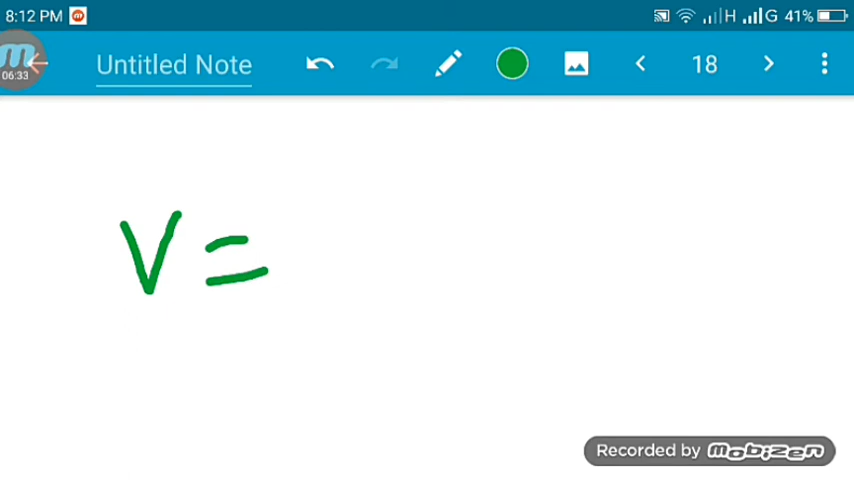 8:12 PM H G 41%
06:33 Untitled Note 18
V =
Recorded by mobizen